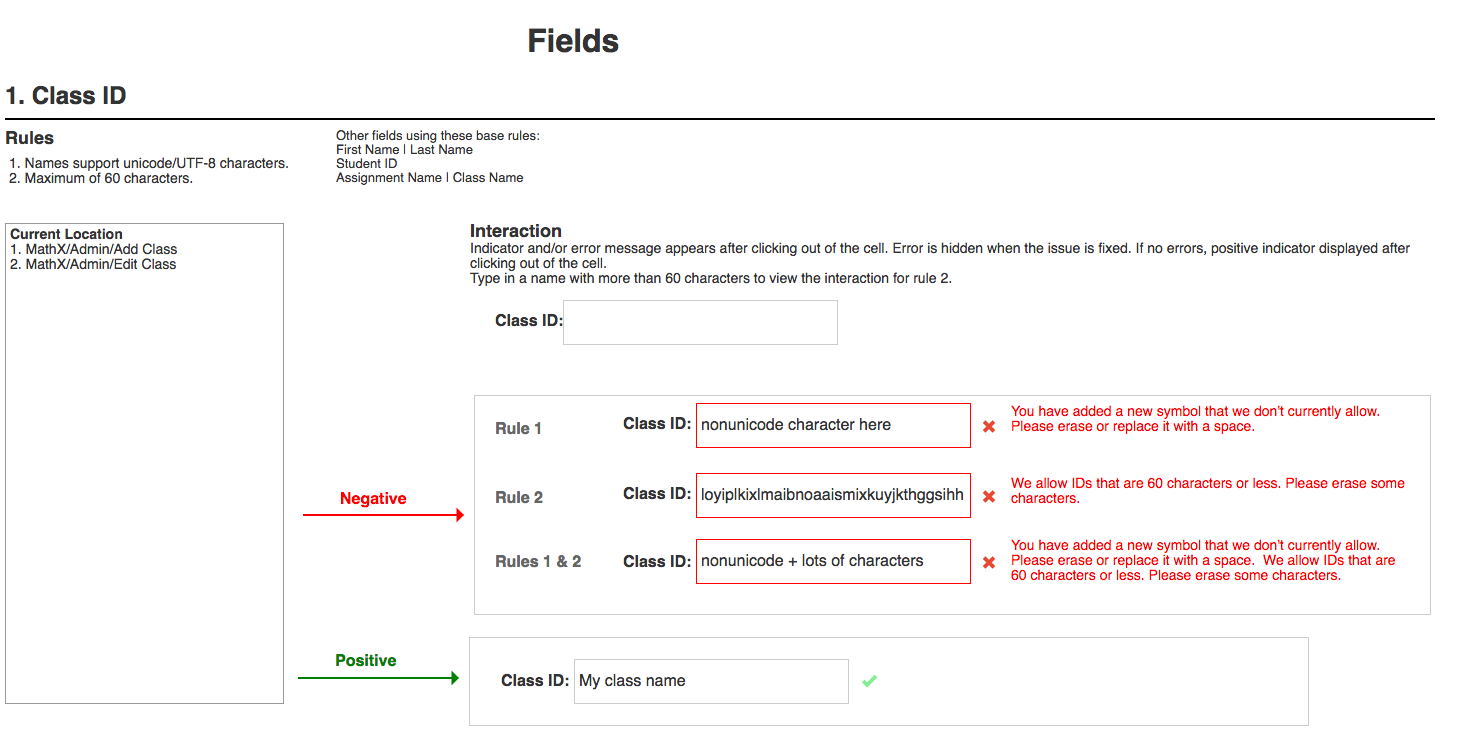 Fields
1. Class ID
Rules
1. Names support unicode/UTF-8 characters.
2. Maximum of 60 characters.
Other fields using these base rules:
First Name | Last Name
Student ID
Assignment Name | Class Name
Current Location
1. MathX/Admin/Add Class
2. MathX/Admin/Edit Class
Interaction
Indicator and/or error message appears after clicking out of the cell. Error is hidden when the issue is fixed. If no errors, positive indicator displayed after
clicking out of the cell.
Type in a name with more than 60 characters to view the interaction for rule 2.
Class ID:
Negative
Rule 1
Class ID: nonunicode character here
You have added a new symbol that we don't currently allow.
Please erase or replace it with a space.
Rule 2
Class ID: loyiplkixlmaibnoaaismixkuyjkthggsihh
We allow IDs that are 60 characters or less. Please erase some
characters.
Rules 1 & 2
Class ID: nonunicode + lots of characters
You have added a new symbol that we don't currently allow.
Please erase or replace it with a space. We allow IDs that are
60 characters or less. Please erase some characters.
Positive
Class ID: My class name